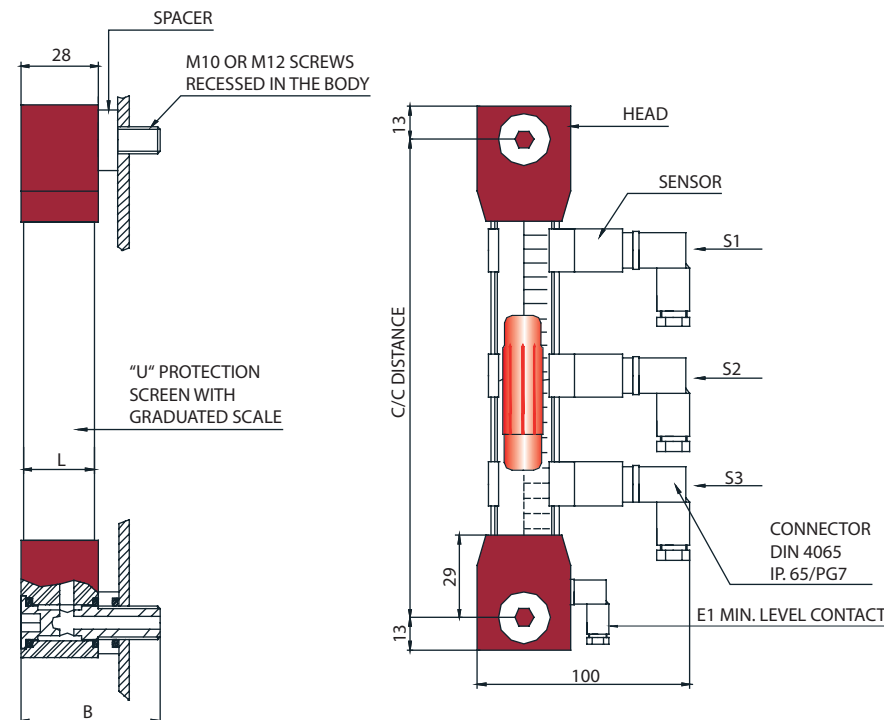 SPACER
28
M10 OR M12 SCREWS
RECESSED IN THE BODY
13
HEAD
SENSOR
S1
C/C DISTANCE
S2
"U" PROTECTION
SCREEN WITH
GRADUATED SCALE
L
S3
CONNECTOR
DIN 4065
IP. 65/PG7
29
E1 MIN. LEVEL CONTACT
13
100
B